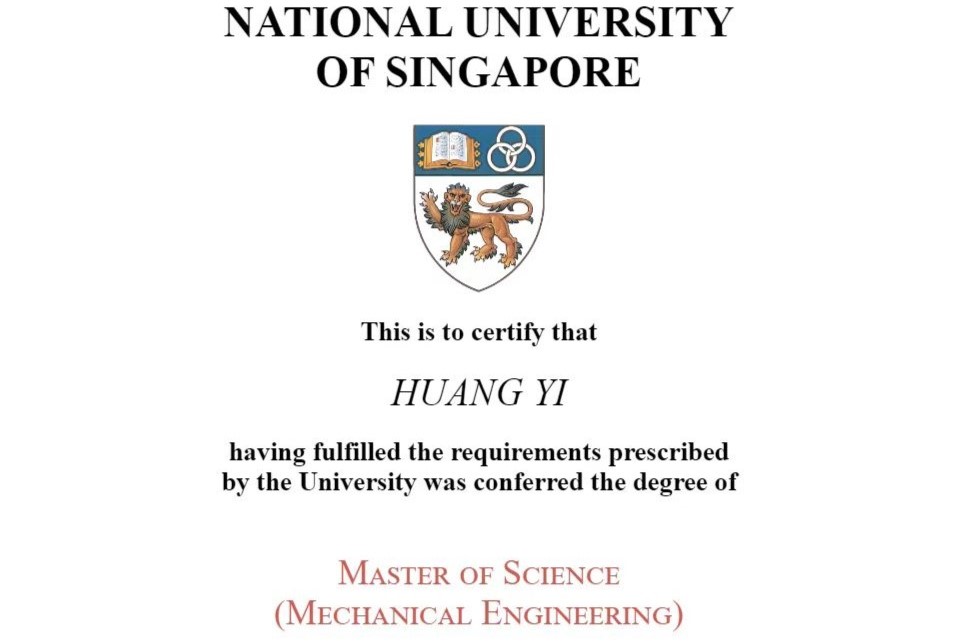 NATIONAL UNIVERSITY
OF SINGAPORE
This is to certify that
HUANG YI
having fulfilled the requirements prescribed
by the University was conferred the degree of
MASTER OF SCIENCE
(MECHANICAL ENGINEERING)